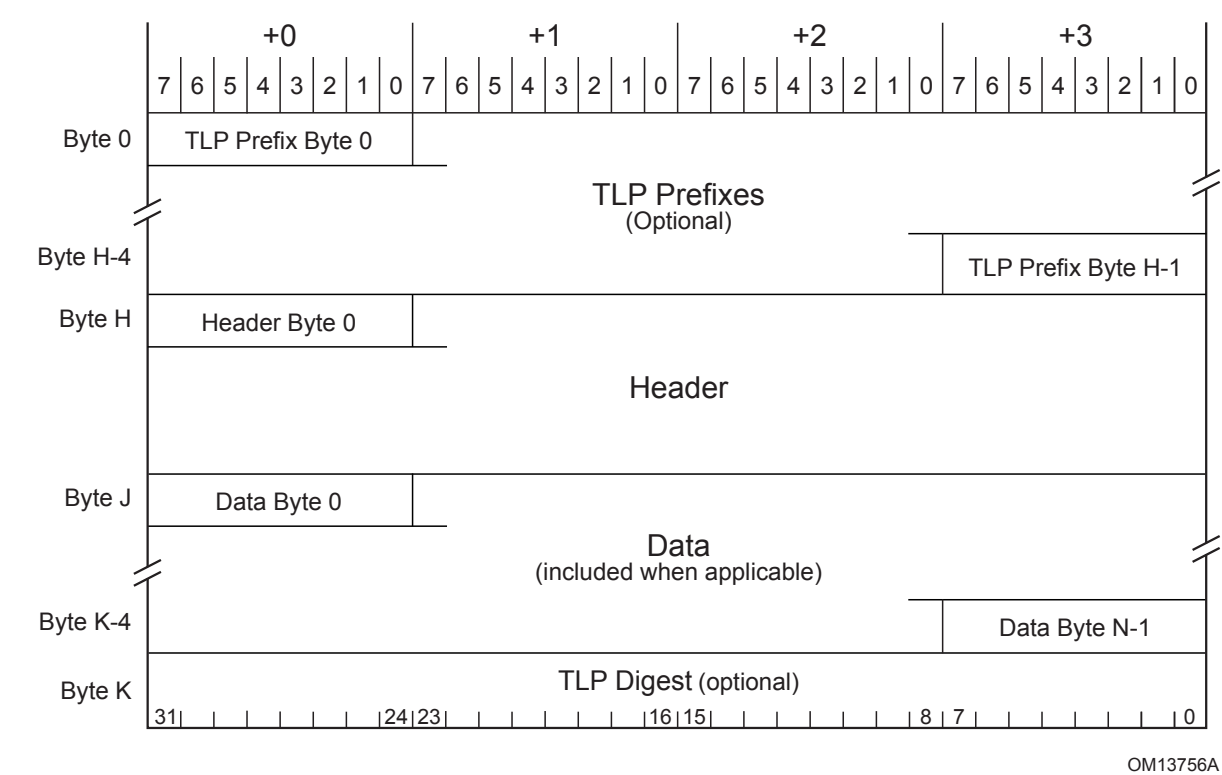 +0 +1 +2 +3
7 6 5 4 3 2 1 0 7 6 5 4 3 2 1 0 7 6 5 4 3 2 1 0 7 6 5 4 3 2 1 0
Byte 0 TLP Prefix Byte 0
TLP Prefixes
(Optional)
Byte H-4 TLP Prefix Byte H-1
Byte H Header Byte 0
Header
Byte J Data Byte 0
Data
(included when applicable)
Byte K-4 Data Byte N-1
TLP Digest (optional)
Byte K
31 24 23 16 15 8 7 0
OM13756A